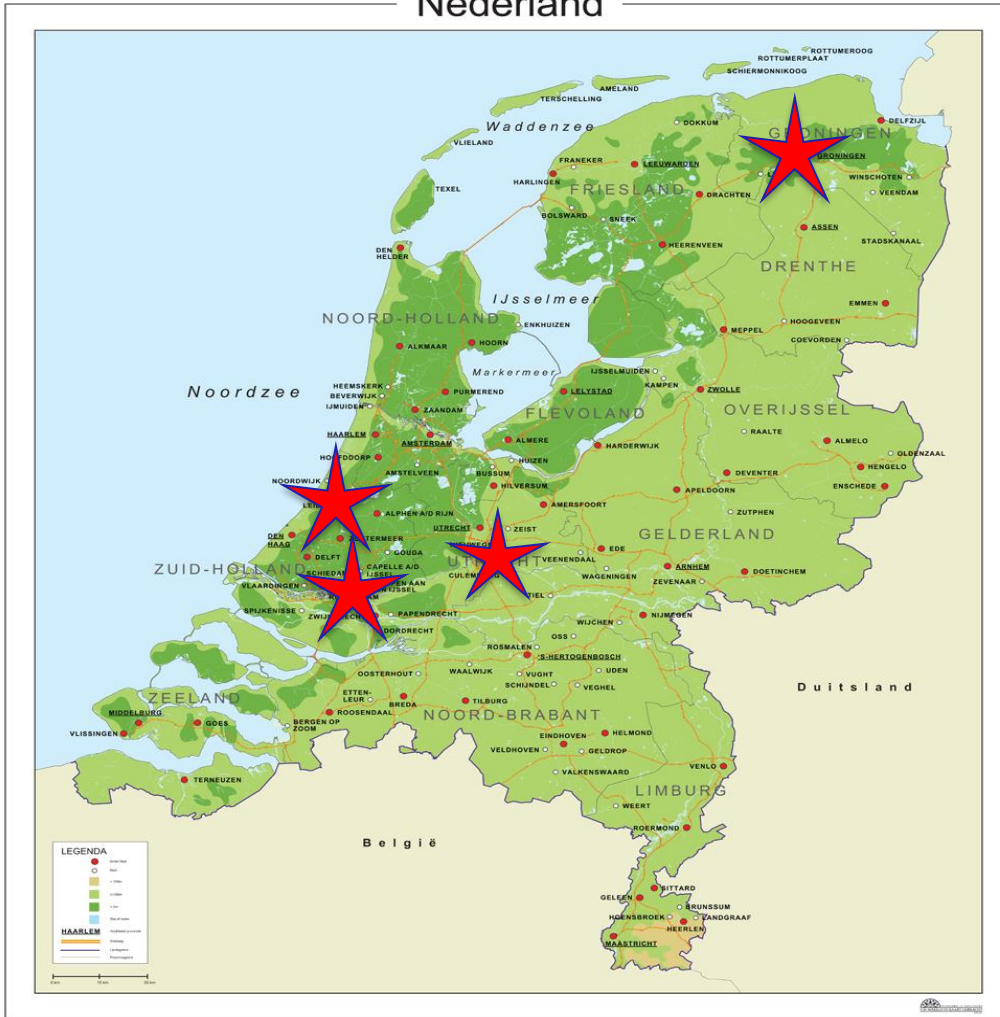 Nederland
ROTTUMEROOG
ROTTUMERPLAAT
SCHIERMONNIKOOG
AMELAND
TERSCHELLING
Waddenzee
DOKKUM
DELFZIJL
GRONINGEN
VLIELAND
FRANEKER
LEEUWARDEN
GRONINGEN
HARLINGEN
WINSCHOTEN
FRIESLAND
DRACHTEN
VEENDAM
TEXEL
BOLSWARD
SNEEK
ASSEN
STADSKANAAL
DEN
HELDER
HEERENVEEN
DRENTHE
IJsselmeer
EMMEN
NOORD-HOLLAND
ENKHUIZEN
HOOGEVEEN
MEPPEL
COEVORDEN
ALKMAAR
HOORN
Markermeer
IJSSELMUIDEN
KAMPEN
HEEMSKERK
BEVERWIJK
IJMUIDEN
PURMEREND
LELYSTAD
ZWOLLE
Noordzee
ZAANDAM
FLEVOLAND
OVERIJSSEL
HAARLEM
AMSTERDAM
ALMERE
HARDERWIJK
RAALTE
ALMELO
OLDENZAAL
HOOFDDORP
AMSTELVEEN
HUIZEN
BUSSUM
HENGELO
NOORDWIJK
HILVERSUM
DEVENTER
ENSCHEDE
APELDOORN
AMERSFOORT
ALPHEN A/D RIJN
ZUTPHEN
UTRECHT
ZEIST
DEN
HAAG
GELDERLAND
DELFT
GOUDA
VEENENDAAL
EDE
ARNHEM
ZUID-HOLLAND
CAPELLE A/D
IJSSEL
WAGENINGEN
ZEVENAAR
DOETINCHEM
VLAARDINGEN
TIEL
SPIJKENISSE
PAPENDRECHT
NIJMEGEN
WIJCHEN
DORDRECHT
OSS
ROSMALEN
'S-HERTOGENBOSCH
OOSTERHOUT
WAALWIJK
VUGHT
UDEN
SCHIJNDEL
VEGHEL
Duitsland
ZEELAND
ETTEN-
LEUR
BREDA
TILBURG
MIDDELBURG
GOES
ROOSENDAAL
NOORD-BRABANT
BERGEN OP
ZOOM
VLISSINGEN
EINDHOVEN
HELMOND
VELDHOVEN
GELDROP
VENLO
TERNEUZEN
VALKENSWAARD
LIMBURG
WEERT
ROERMOND
België
LEGENDA
HAARLEM
SITTARD
GELEEN
BRUNSSUM
HOENSBROEK
LANDGRAAF
HEERLEN
MAASTRICHT